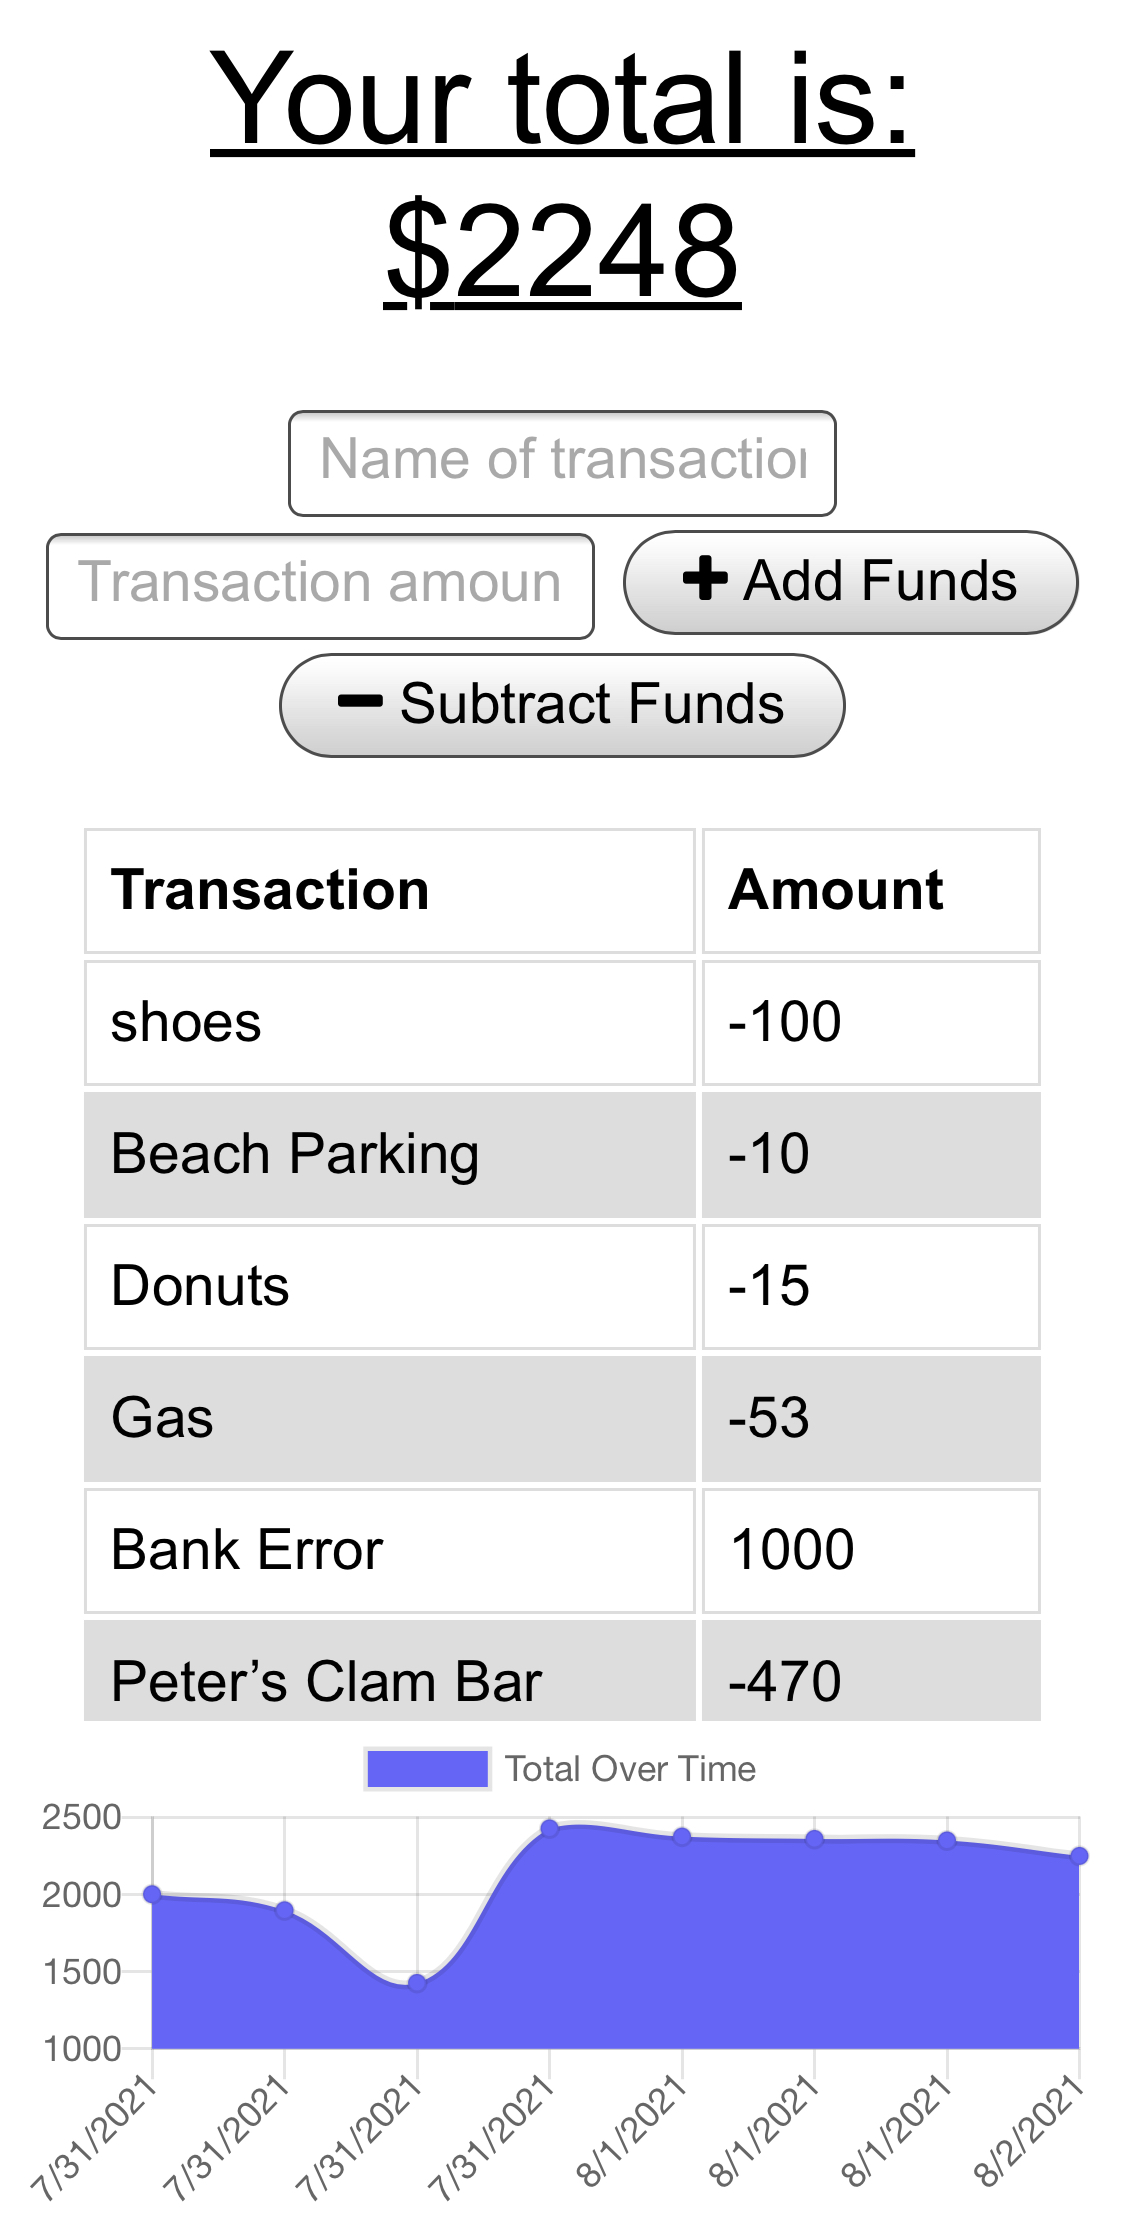 Your total is:
$2248
Name of transaction
Transaction amoun
Add Funds
Subtract Funds
Transaction Amount
shoes -100
Beach Parking -10
Donuts -15
Gas -53
Bank Error 1000
Peter’s Clam Bar -470
Total Over Time
2500
2000
1500
1000
7/31/2021 7/31/2021 7/31/2021 7/31/2021 8/1/2021 8/1/2021 8/1/2021 8/2/2021